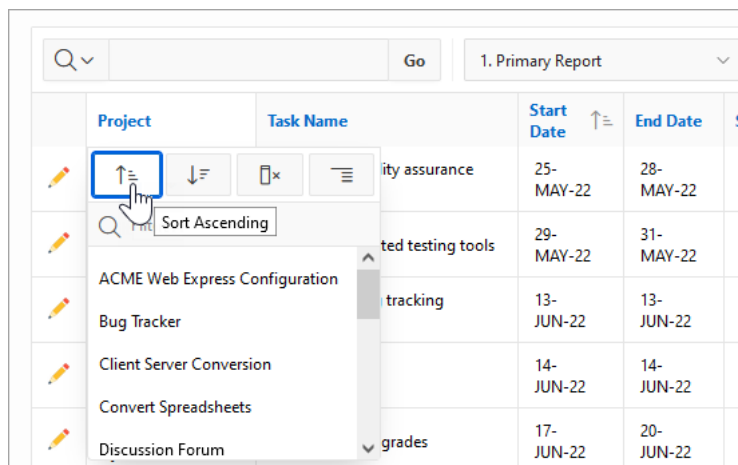 Go
1. Primary Report
Project
Task Name
Start
Date
End Date
ity assurance
25-
MAY-22
28-
MAY-22
Sort Ascending
29-
MAY-22
31-
MAY-22
ted testing tools
ACME Web Express Configuration
tracking
13-
JUN-22
13-
JUN-22
Bug Tracker
Client Server Conversion
14-
JUN-22
14-
JUN-22
Convert Spreadsheets
Discussion Forum
grades
17-
JUN-22
20-
JUN-22